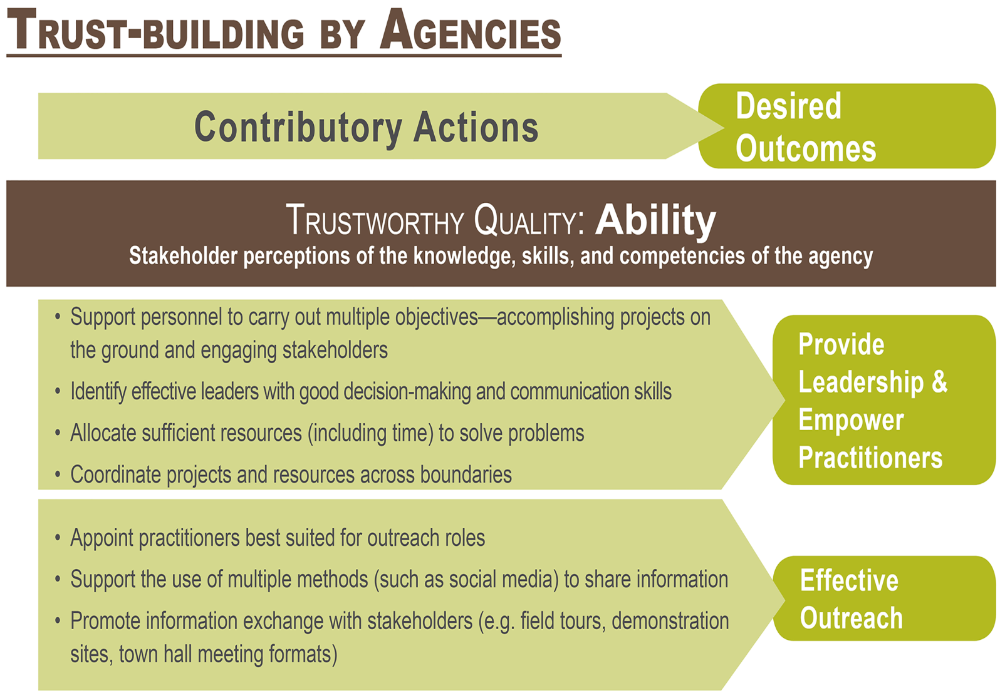 TRUST-BUILDING BY AGENCIES
Contributory Actions
Desired
Outcomes
TRUSTWORTHY QUALITY: Ability
Stakeholder perceptions of the knowledge, skills, and competencies of the agency
• Support personnel to carry out multiple objectives—accomplishing projects on
the ground and engaging stakeholders
• Identify effective leaders with good decision-making and communication skills
• Allocate sufficient resources (including time) to solve problems
• Coordinate projects and resources across boundaries
Provide
Leadership &
Empower
Practitioners
• Appoint practitioners best suited for outreach roles
• Support the use of multiple methods (such as social media) to share information
• Promote information exchange with stakeholders (e.g. field tours, demonstration
sites, town hall meeting formats)
Effective
Outreach